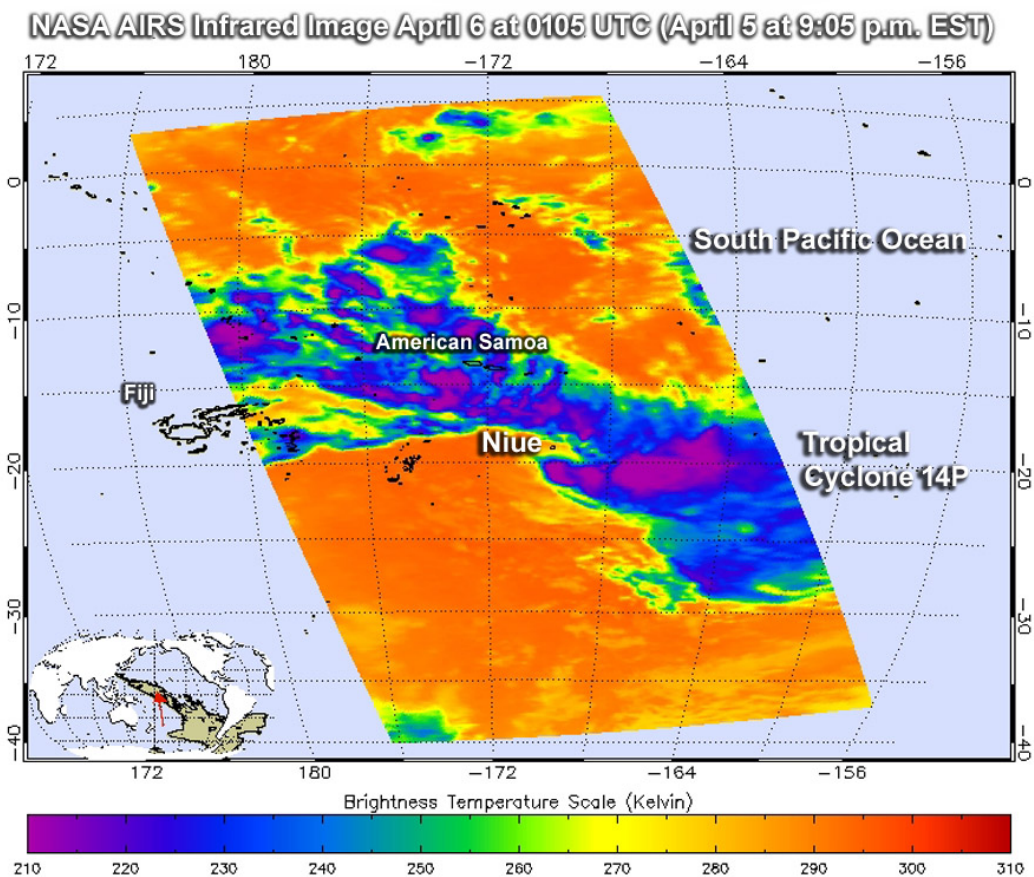 NASA AIRS Infrared Image April 6 at 0105 UTC (April 5 at 9:05 p.m. EST)
172 180 −172 −164 −156
0 0
South Pacific Ocean
−10 −10
American Samoa
Fiji
Niue
Tropical
Cyclone 14P
−20 −20
−30 −30
−40 −40
172 180 −172 −164 −156
Brightness Temperature Scale (Kelvin)
210 220 230 240 250 260 270 280 290 300 310